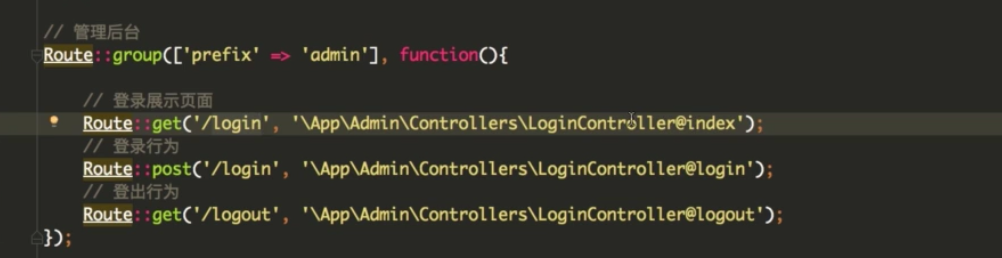 // 管理后台
Route::group(['prefix' => 'admin'], function(){
// 登录展示页面
Route::get('/login', '\App\Admin\Controllers\LoginController@index');
// 登录行为
Route::post('/login', '\App\Admin\Controllers\LoginController@login');
// 登出行为
Route::get('/logout', '\App\Admin\Controllers\LoginController@logout');
});